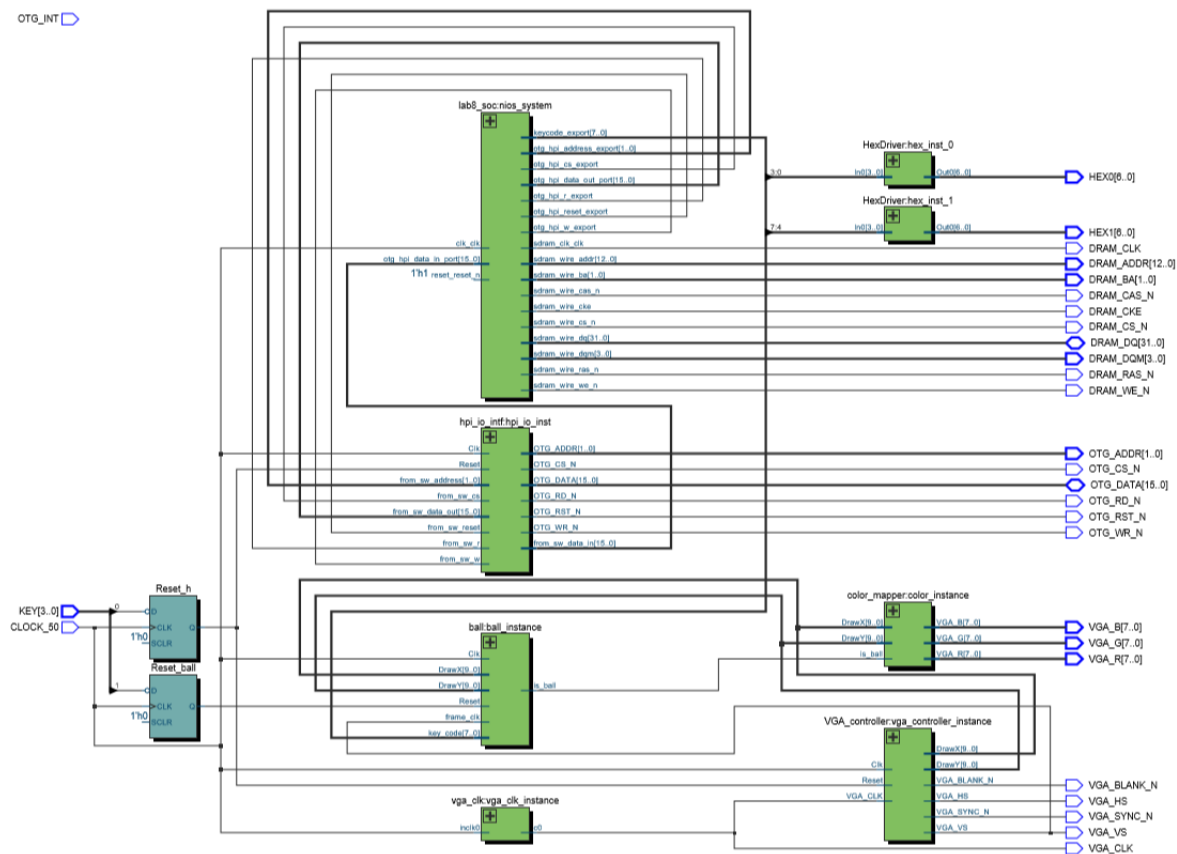 OTG_INT
lab8_soc:nios_system
keycode_export[7..0]
otg_hpi_address_export[1..0]
otg_hpi_cs_export
otg_hpi_data_out_port[15..0]
otg_hpi_r_export
otg_hpi_reset_export
otg_hpi_w_export
clk_clk
sdram_clk_clk
otg_hpi_data_in_port[15..0]
sdram_wire_addr[12..0]
1'h1 reset_reset_n
sdram_wire_ba[1..0]
sdram_wire_cas_n
sdram_wire_cke
sdram_wire_cs_n
sdram_wire_dq[31..0]
sdram_wire_dqm[3..0]
sdram_wire_ras_n
sdram_wire_we_n
HexDriver:hex_inst_0
3:0
In0[3..0]
Out0[6..0]
HEX0[6..0]
HexDriver:hex_inst_1
7:4
In0[3..0]
Out0[6..0]
HEX1[6..0]
DRAM_CLK
DRAM_ADDR[12..0]
DRAM_BA[1..0]
DRAM_CAS_N
DRAM_CKE
DRAM_CS_N
DRAM_DQ[31..0]
DRAM_DQM[3..0]
DRAM_RAS_N
DRAM_WE_N
hpi_io_intf:hpi_io_inst
Clk
OTG_ADDR[1..0]
Reset
OTG_CS_N
from_sw_address[1..0]
OTG_DATA[15..0]
from_sw_cs
OTG_RD_N
from_sw_data_out[15..0]
OTG_RST_N
from_sw_reset
OTG_WR_N
from_sw_r
from_sw_data_in[15..0]
from_sw_w
OTG_ADDR[1..0]
OTG_CS_N
OTG_DATA[15..0]
OTG_RD_N
OTG_RST_N
OTG_WR_N
Reset_h
KEY[3..0]
0
D
CLOCK_50
CLK
Q
1'h0
SCLR
Reset_ball
1
D
CLK
Q
1'h0
SCLR
ball:ball_instance
Clk
DrawX[9..0]
DrawY[9..0]
is_ball
Reset
frame_clk
key_code[7..0]
color_mapper:color_instance
DrawX[9..0]
VGA_B[7..0]
DrawY[9..0]
VGA_G[7..0]
is_ball
VGA_R[7..0]
VGA_B[7..0]
VGA_G[7..0]
VGA_R[7..0]
VGA_controller:vga_controller_instance
DrawX[9..0]
Clk
DrawY[9..0]
Reset
VGA_BLANK_N
VGA_CLK
VGA_HS
VGA_SYNC_N
VGA_VS
VGA_BLANK_N
VGA_HS
VGA_SYNC_N
VGA_VS
VGA_CLK
vga_clk:vga_clk_instance
inclk0
c0